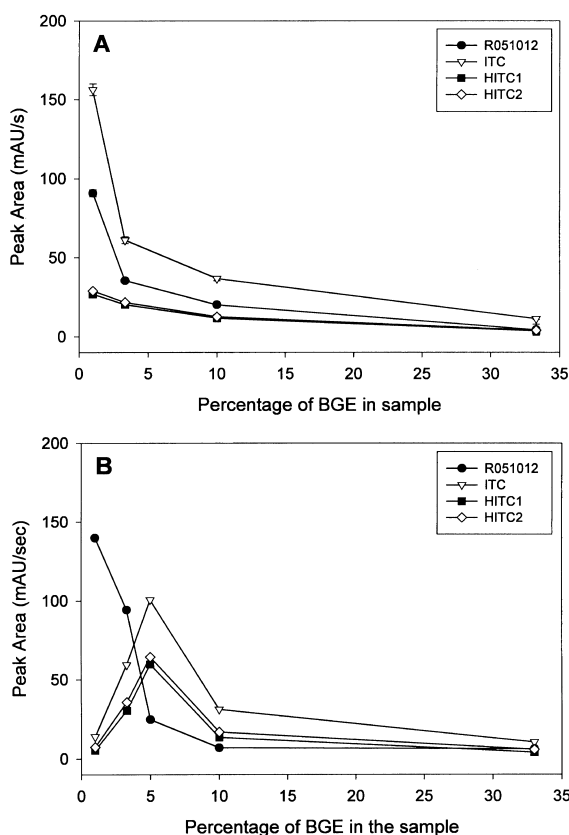 A
R051012
ITC
HITC1
HITC2
200
150
100
50
0
Peak Area (mAU/s)
0 5 10 15 20 25 30 35
Percentage of BGE in sample
B
R051012
ITC
HITC1
HITC2
200
150
100
50
0
Peak Area (mAU/sec)
0 5 10 15 20 25 30 35
Percentage of BGE in the sample